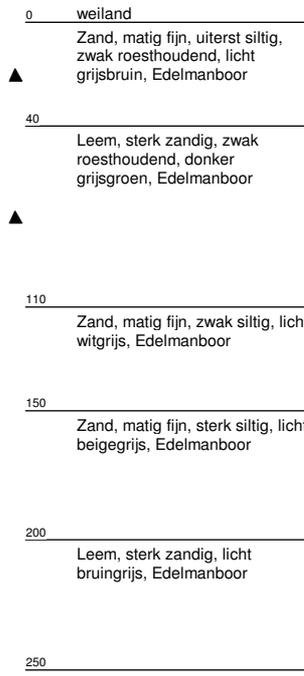 0 weiland
Zand, matig fijn, uiterst siltig,
zwak roesthoudend, licht
grijsbruin, Edelmanboor
40
Leem, sterk zandig, zwak
roesthoudend, donker
grijsgroen, Edelmanboor
110
Zand, matig fijn, zwak siltig, lich
witgrijs, Edelmanboor
150
Zand, matig fijn, sterk siltig, licht
beigegrijs, Edelmanboor
200
Leem, sterk zandig, licht
bruingrijs, Edelmanboor
250